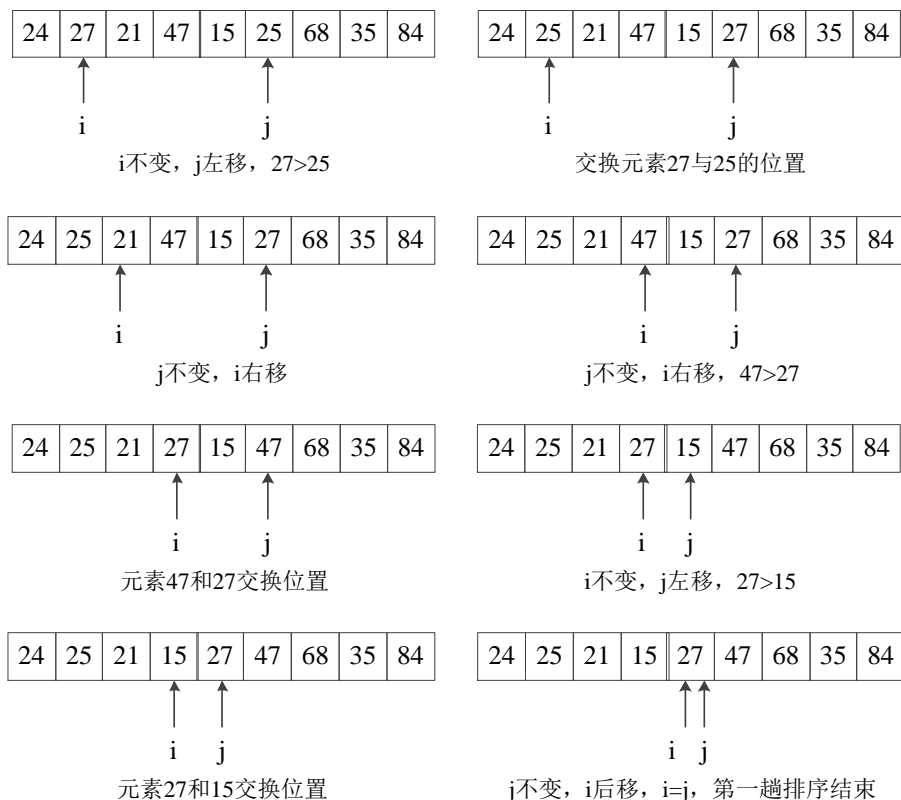 24 27 21 47 15 25 68 35 84
i j
i不变，j左移，27>25
24 25 21 47 15 27 68 35 84
i j
交换元素27与25的位置
24 25 21 47 15 27 68 35 84
i j
j不变，i右移
24 25 21 47 15 27 68 35 84
i j
j不变，i右移，47>27
24 25 21 27 15 47 68 35 84
i j
元素47和27交换位置
24 25 21 27 15 47 68 35 84
i j
i不变，j左移，27>15
24 25 21 15 27 47 68 35 84
i j
元素27和15交换位置
24 25 21 15 27 47 68 35 84
i j
j不变，i后移，i=j，第一趟排序结束